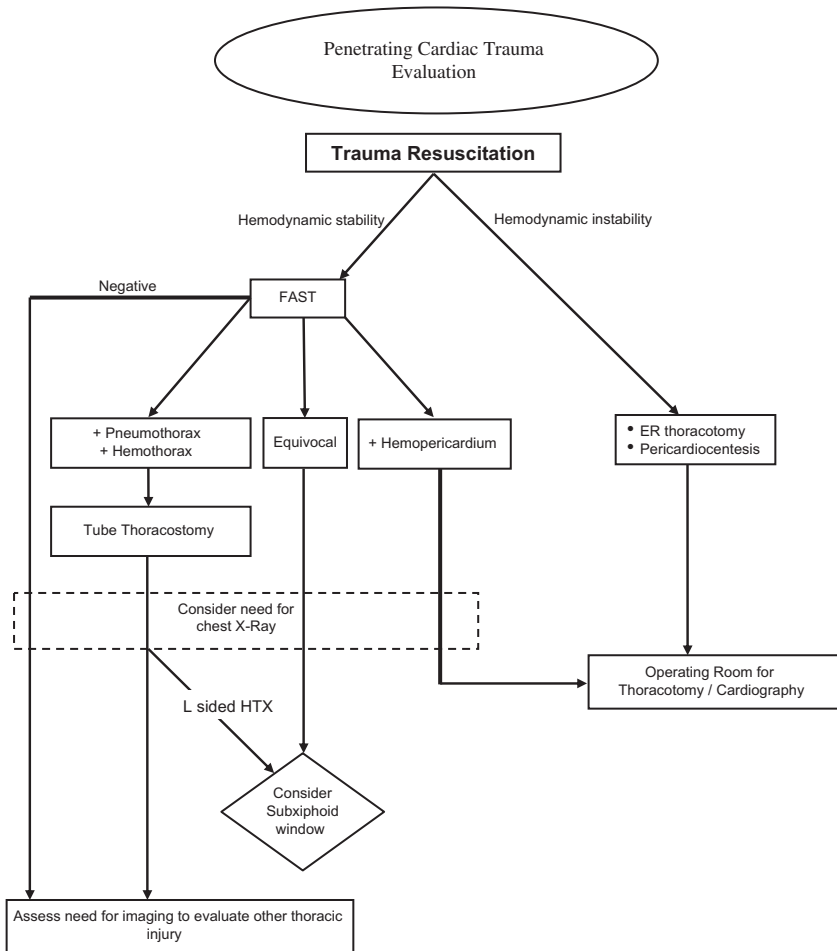 Penetrating Cardiac Trauma
Evaluation
Trauma Resuscitation
Hemodynamic stability
Hemodynamic instability
Negative
FAST
+ Pneumothorax
+ Hemothorax
Equivocal
+ Hemopericardium
• ER thoracotomy
• Pericardiocentesis
Tube Thoracostomy
Consider need for
chest X-Ray
Operating Room for
Thoracotomy / Cardiography
L sided HTX
Consider
Subxiphoid
window
Assess need for imaging to evaluate other thoracic
injury